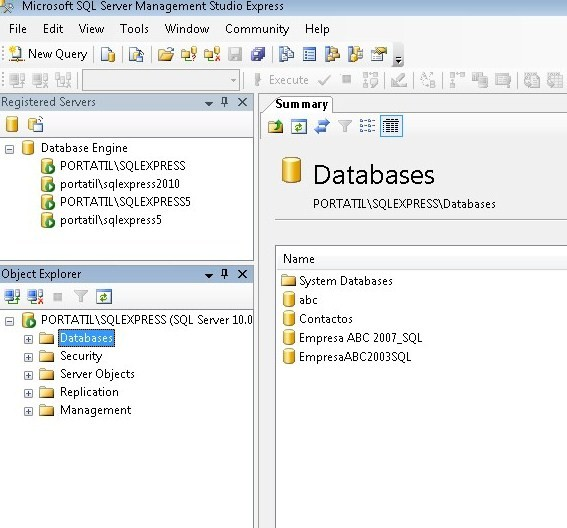 Microsoft SQL Server Management Studio Express
File Edit View Tools Window Community Help
New Query
Execute
Registered Servers
Database Engine
PORTATIL\SQLEXPRESS
portatil\sqlexpress2010
PORTATIL\SQLEXPRESS5
portatil\sqlexpress5
Object Explorer
PORTATIL\SQLEXPRESS (SQL Server 10.0
Databases
Security
Server Objects
Replication
Management
Summary
Databases
PORTATIL\SQLEXPRESS\Databases
Name
System Databases
abc
Contactos
Empresa ABC 2007_SQL
EmpresaABC2003SQL